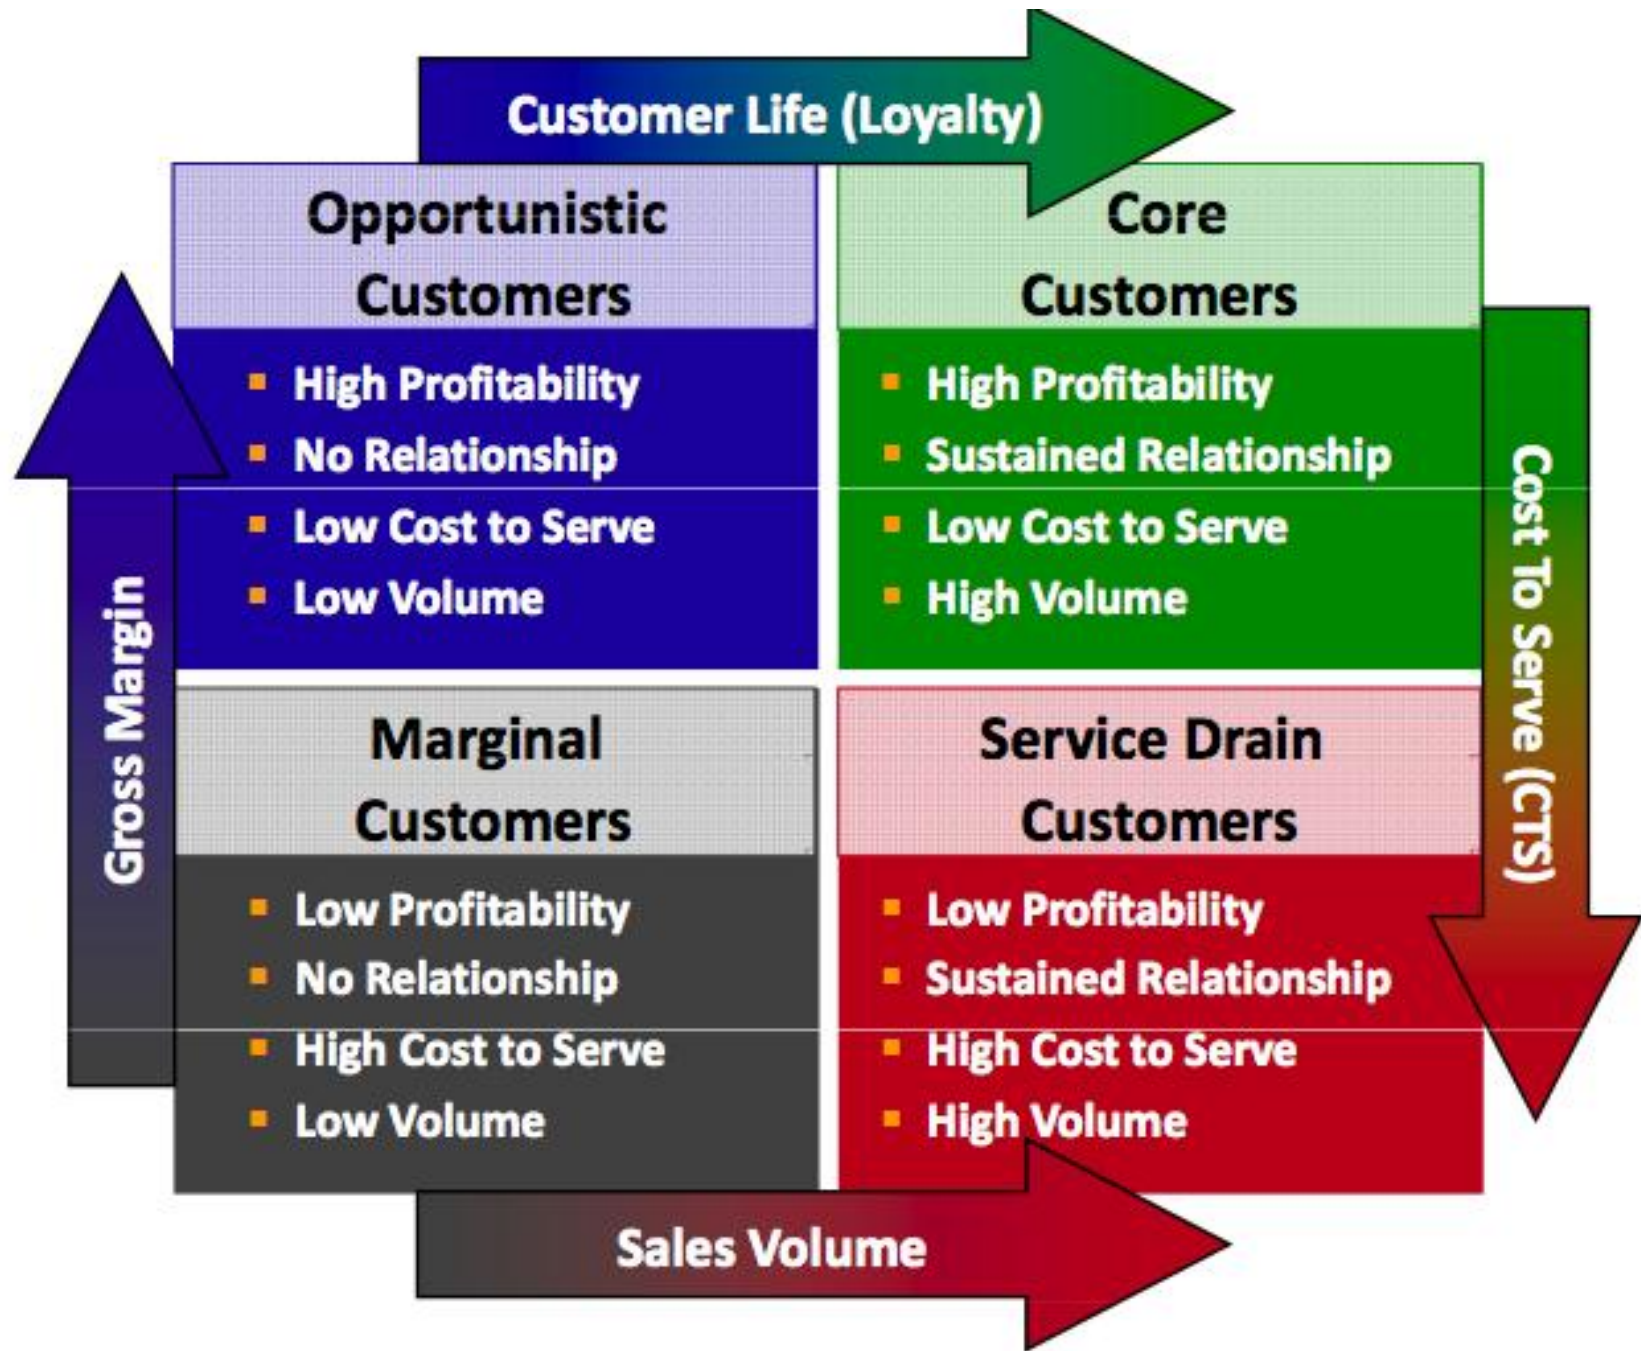 Customer Life (Loyalty)
Opportunistic
Customers
▪ High Profitability
▪ No Relationship
▪ Low Cost to Serve
▪ Low Volume
Core
Customers
▪ High Profitability
▪ Sustained Relationship
▪ Low Cost to Serve
▪ High Volume
Gross Margin
Cost To Serve (CTS)
Marginal
Customers
▪ Low Profitability
▪ No Relationship
▪ High Cost to Serve
▪ Low Volume
Service Drain
Customers
▪ Low Profitability
▪ Sustained Relationship
▪ High Cost to Serve
▪ High Volume
Sales Volume